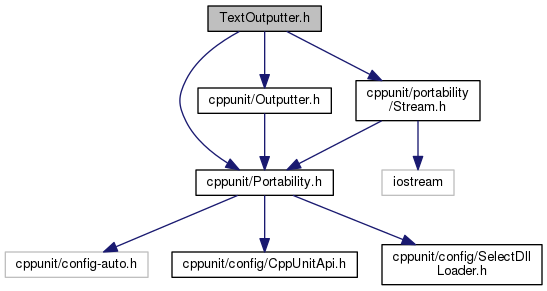 TextOutputter.h
cppunit/Outputter.h
cppunit/portability
/Stream.h
cppunit/Portability.h
iostream
cppunit/config-auto.h
cppunit/config/CppUnitApi.h
cppunit/config/SelectDll
Loader.h